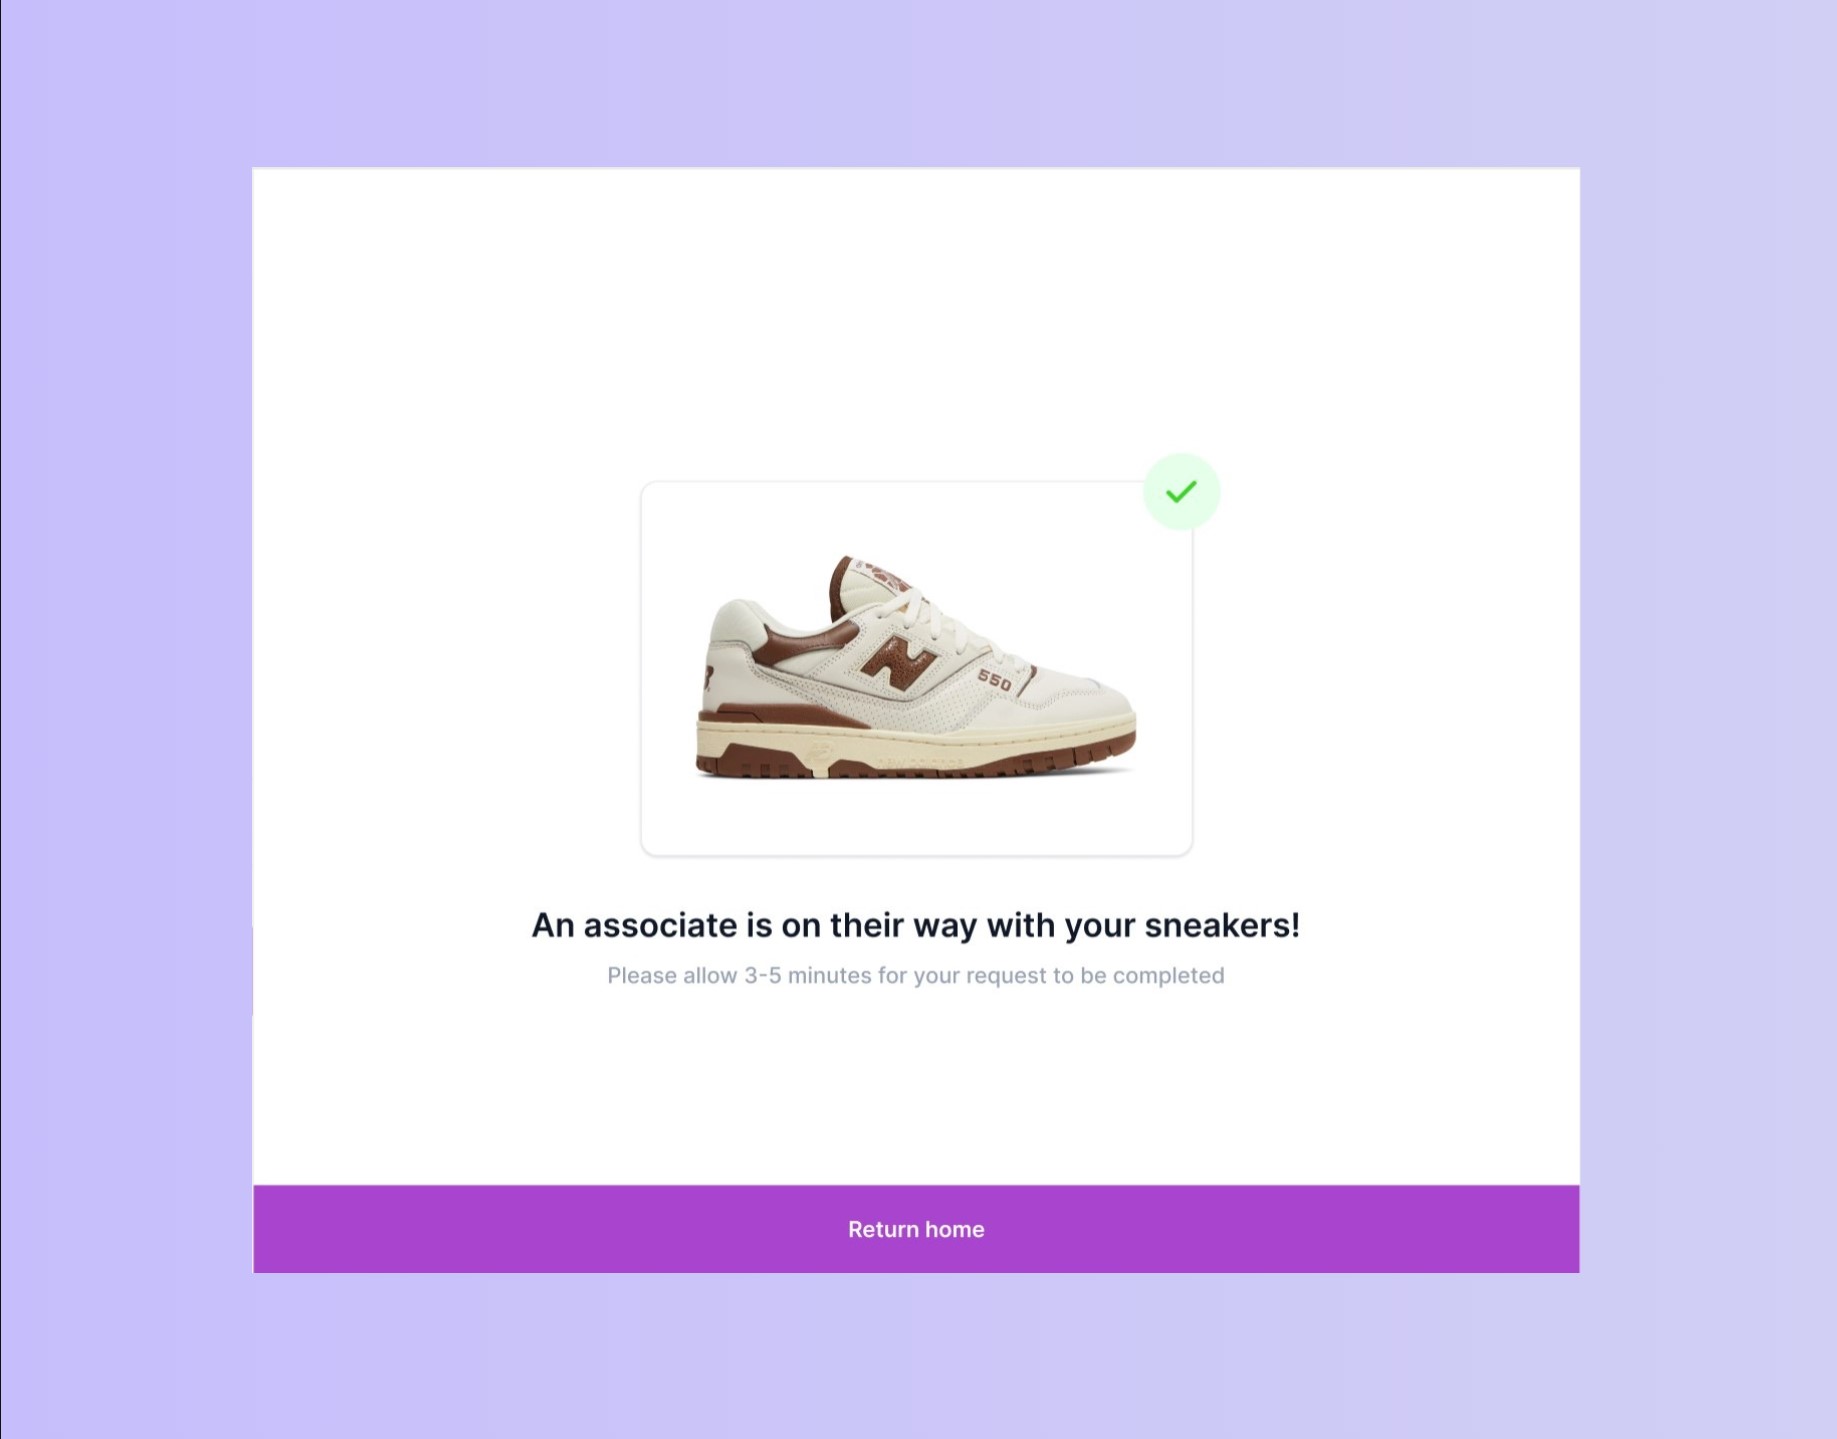 N
550
An associate is on their way with your sneakers!
Please allow 3-5 minutes for your request to be completed
Return home